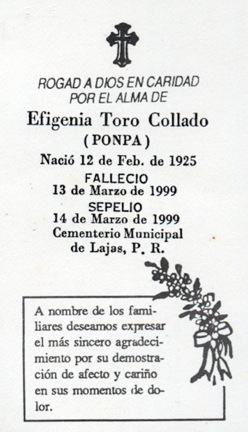 ROGAD A DIOS EN CARIDAD
POR EL ALMA DE
Efigenia Toro Collado
(PONPA)
Nació 12 de Feb. de 1925
FALLECIO
13 de Marzo de 1999
SEPELIO
14 de Marzo de 1999
Cementerio Municipal
de Lajas, P. R.
A nombre de los fami-
liares deseamos expresar
el más sincero agradeci-
miento por su demostra-
ción de afecto y cariño
en sus momentos de do-
lor.